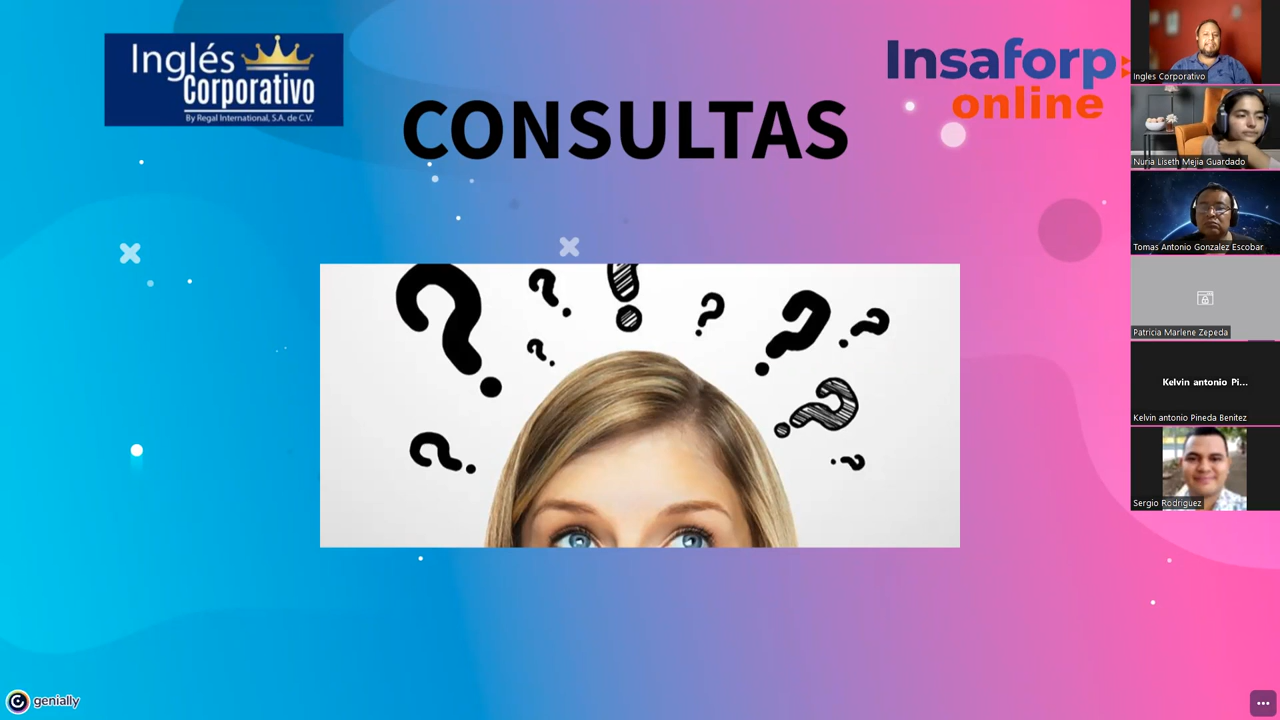 Inglés
Corporativo
By Regal International, S.A. de C.V.
CONSULTAS
Insaforp
online
Ingles Corporativo
Nuria Liseth Mejia Guardado
Tomas Antonio Gonzalez Escobar
Patricia Marlene Zepeda
Kelvin antonio Pi...
Kelvin antonio Pineda Benitez
Sergio Rodriguez
genially